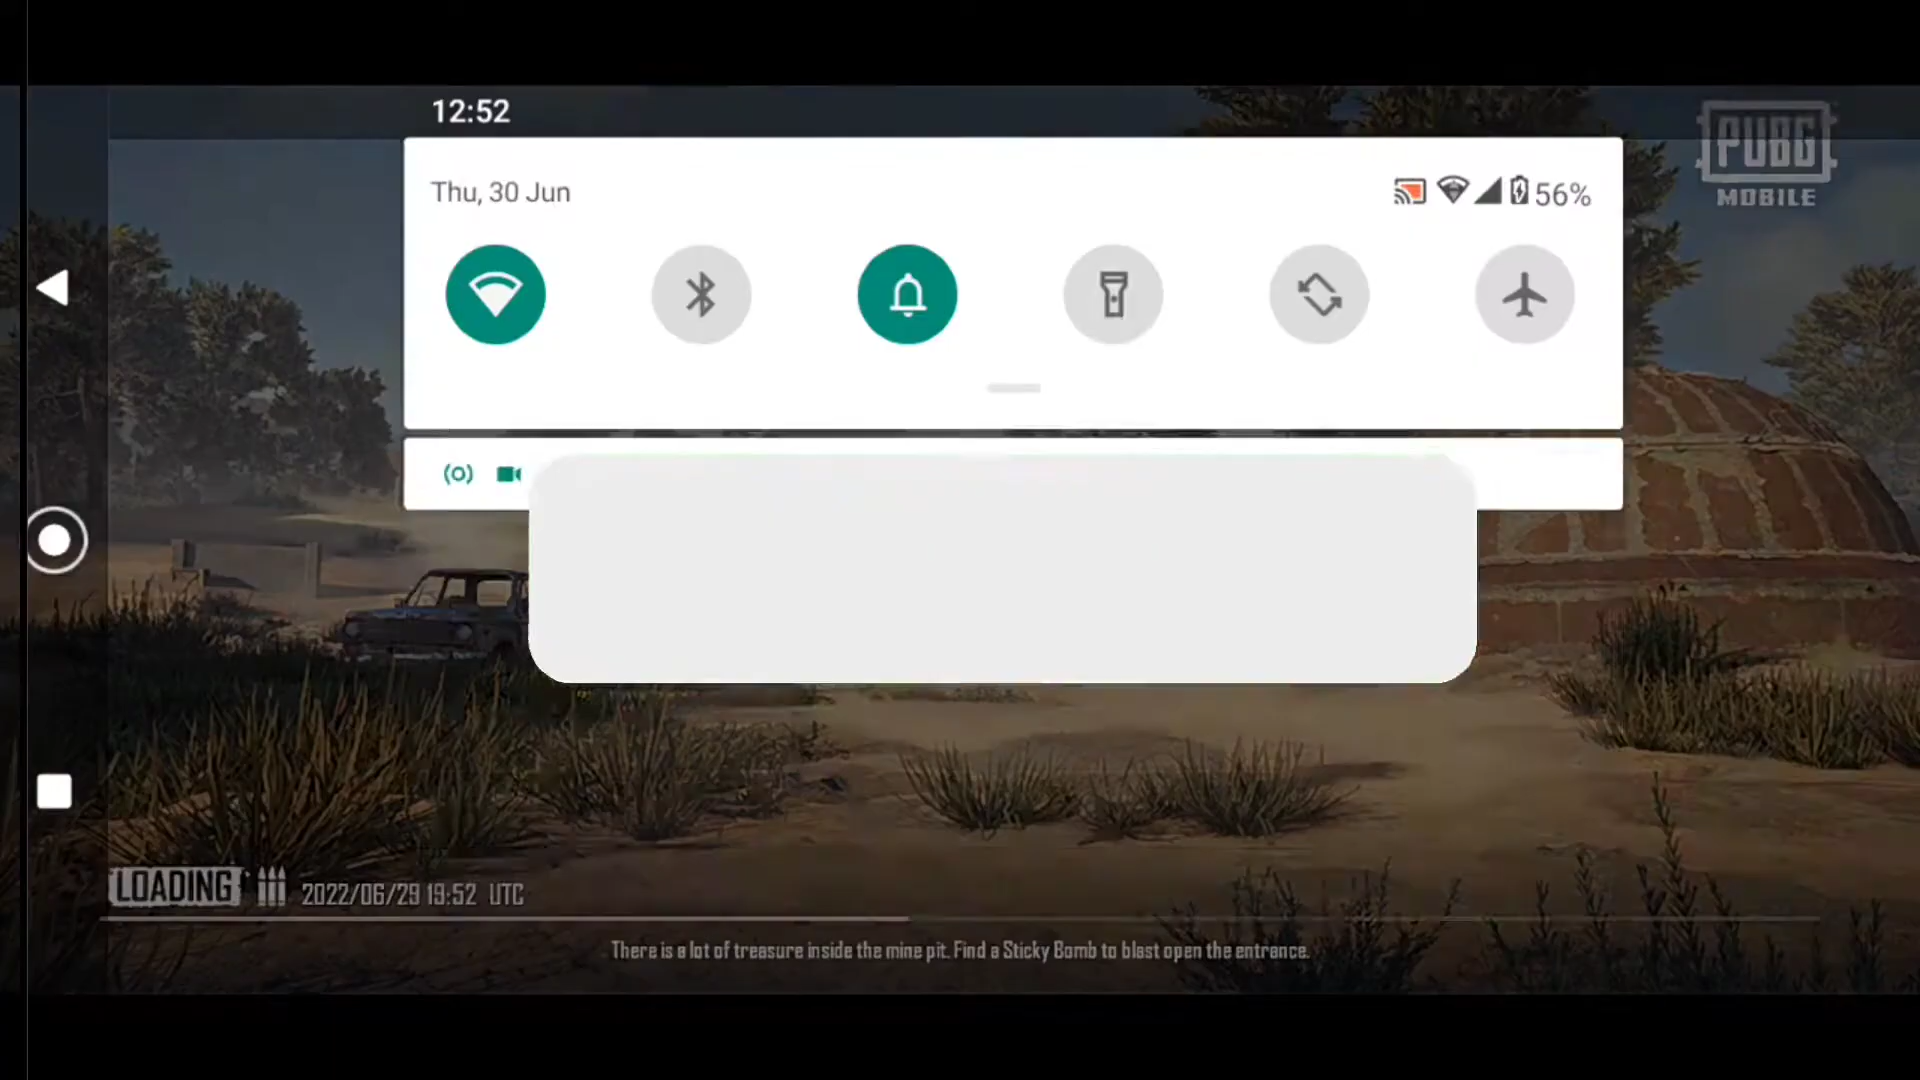 12:52
Thu, 30 Jun
56%
PUBG
MOBILE
LOADING 2022/06/29 19:52 UTC
There is a lot of treasure inside the mine pit. Find a Sticky Bomb to blast open the entrance.